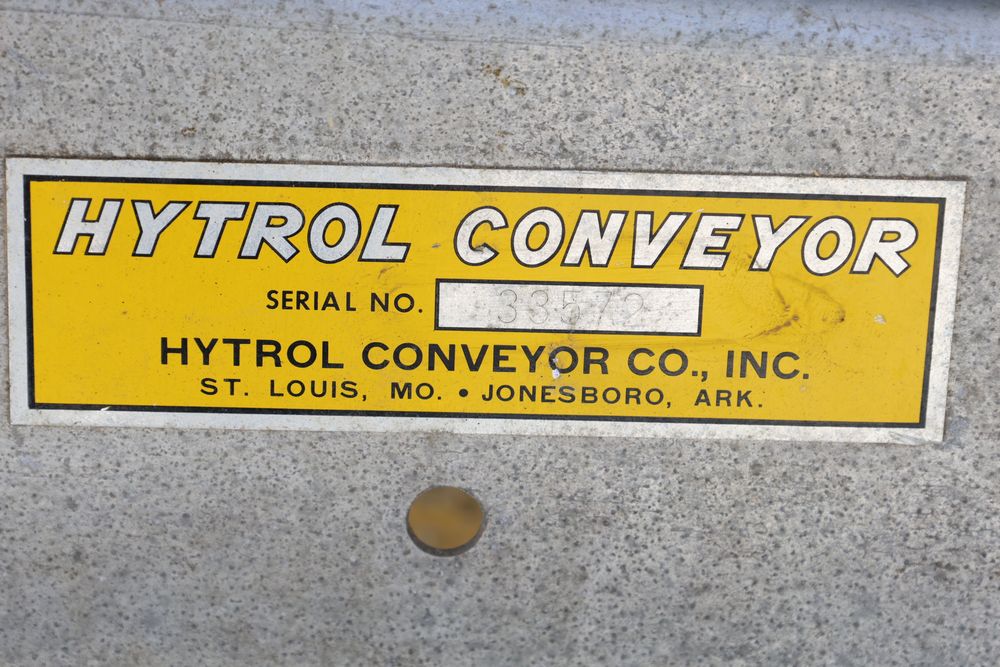 HYTROL CONVEYOR
SERIAL NO. 33572
HYTROL CONVEYOR CO., INC.
ST. LOUIS, MO. • JONESBORO, ARK.